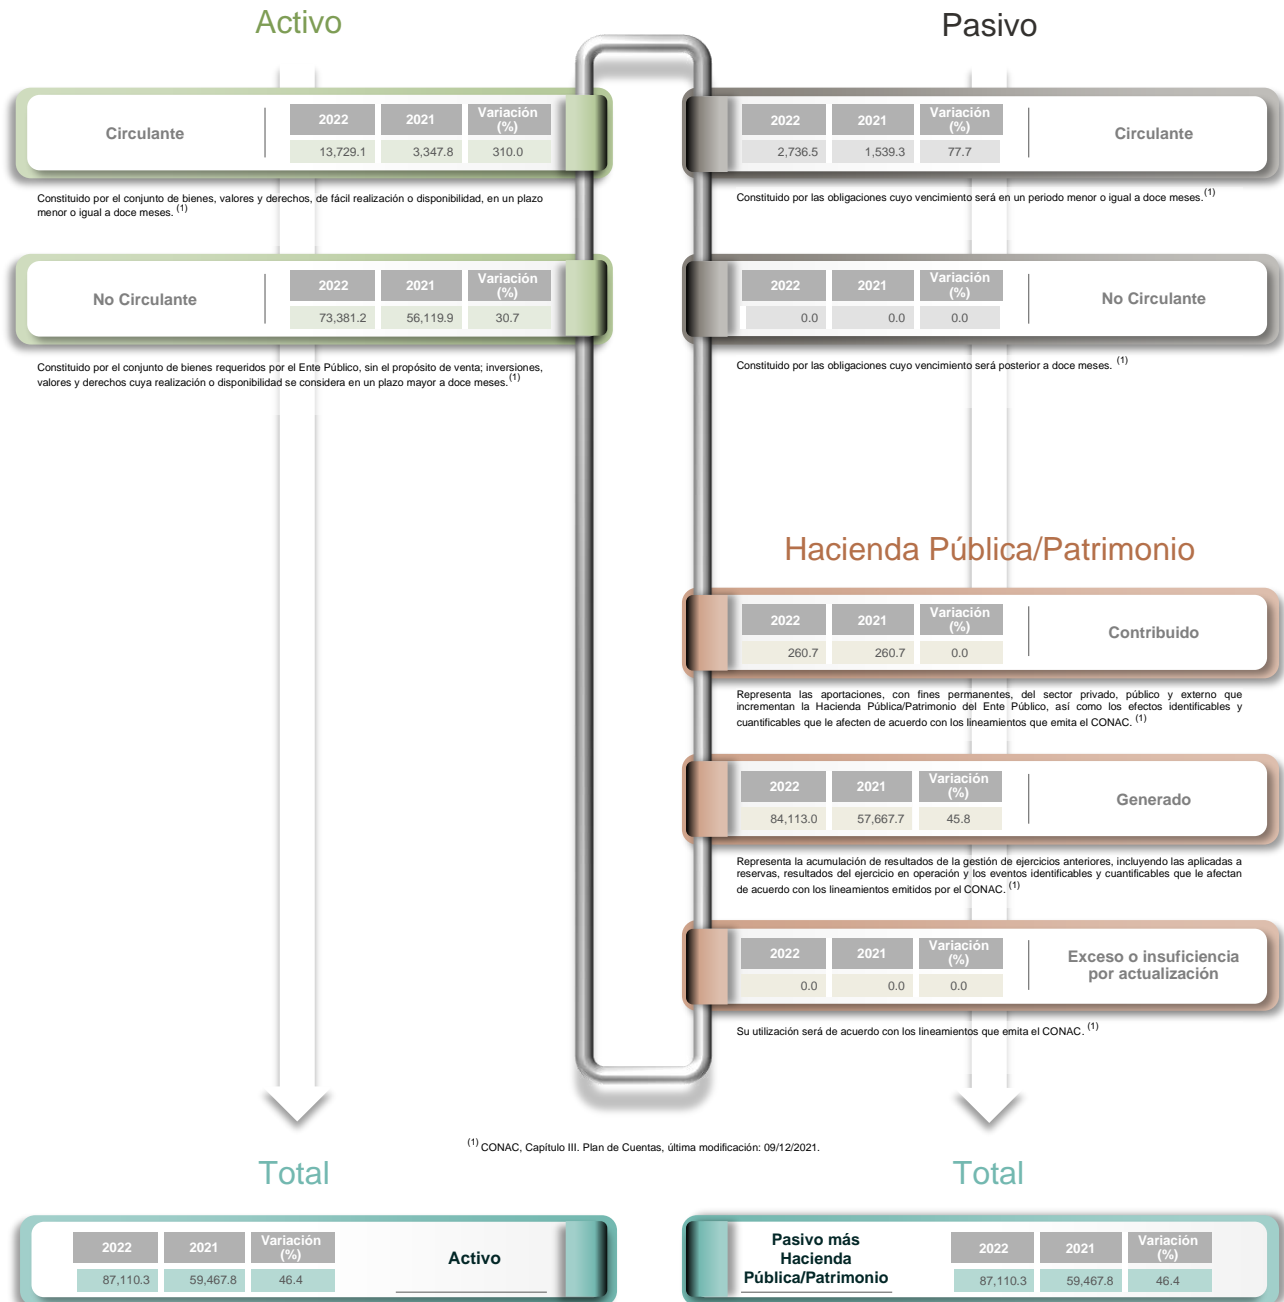 Activo
Circulante
2022 2021 Variación (%)
13,729.1 3,347.8 310.0
Constituido por el conjunto de bienes, valores y derechos, de fácil realización o disponibilidad, en un plazo
menor o igual a doce meses. (1)
No Circulante
2022 2021 Variación (%)
73,381.2 56,119.9 30.7
Constituido por el conjunto de bienes requeridos por el Ente Público, sin el propósito de venta; inversiones,
valores y derechos cuya realización o disponibilidad se considera en un plazo mayor a doce meses.(1)
Pasivo
2022 2021 Variación (%)
2,736.5 1,539.3 77.7
Circulante
Constituido por las obligaciones cuyo vencimiento será en un periodo menor o igual a doce meses.(1)
2022 2021 Variación (%)
0.0 0.0 0.0
No Circulante
Constituido por las obligaciones cuyo vencimiento será posterior a doce meses. (1)
Hacienda Pública/Patrimonio
2022 2021 Variación (%)
260.7 260.7 0.0
Contribuido
Representa las aportaciones, con fines permanentes, del sector privado, público y externo que
incrementan la Hacienda Pública/Patrimonio del Ente Público, así como los efectos identificables y
cuantificables que le afecten de acuerdo con los lineamientos que emita el CONAC. (1)
2022 2021 Variación (%)
84,113.0 57,667.7 45.8
Generado
Representa la acumulación de resultados de la gestión de ejercicios anteriores, incluyendo las aplicadas a
reservas, resultados del ejercicio en operación y los eventos identificables y cuantificables que le afectan
de acuerdo con los lineamientos emitidos por el CONAC. (1)
2022 2021 Variación (%)
0.0 0.0 0.0
Exceso o insuficiencia
por actualización
Su utilización será de acuerdo con los lineamientos que emita el CONAC. (1)
(1) CONAC, Capítulo III. Plan de Cuentas, última modificación: 09/12/2021.
Total
2022 2021 Variación (%)
87,110.3 59,467.8 46.4
Activo
Total
Pasivo más
Hacienda
Pública/Patrimonio
2022 2021 Variación (%)
87,110.3 59,467.8 46.4